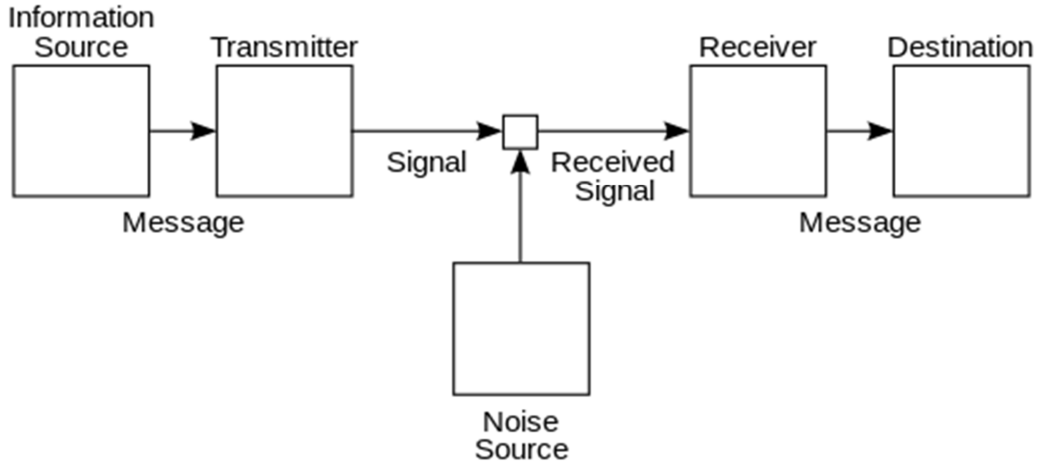 Information
Source
Transmitter
Receiver
Destination
Signal
Received
Signal
Message
Message
Noise
Source